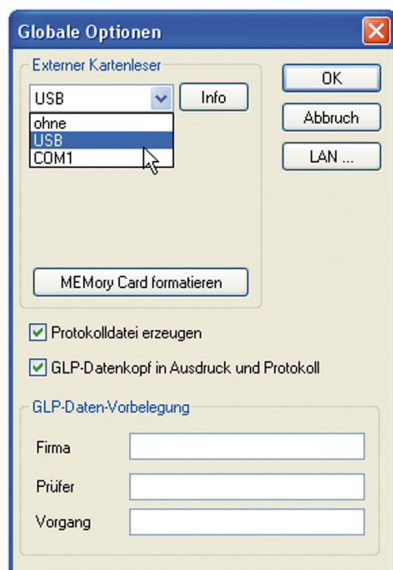 Globale Optionen
Externer Kartenleser
USB
Info
OK
ohne
USB
COM1
Abbruch
LAN ...
MEMory Card formatieren
Protokolldatei erzeugen
GLP-Datenkopf in Ausdruck und Protokoll
GLP-Daten-Vorbelegung
Firma
Prüfer
Vorgang